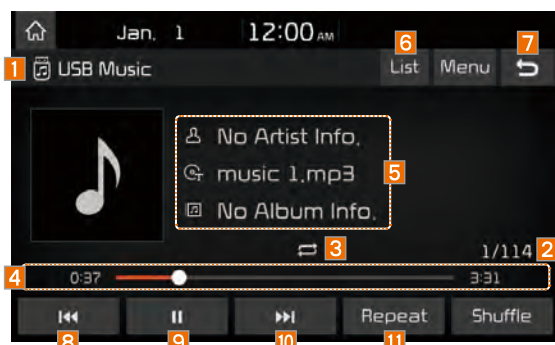 Jan. 1 12:00 AM
6 7
1 USB Music List Menu
No Artist Info.
music 1.mp3 5
No Album Info.
3 1/114 2
4 0:37 3:31
Repeat Shuffle
8 9 10 11